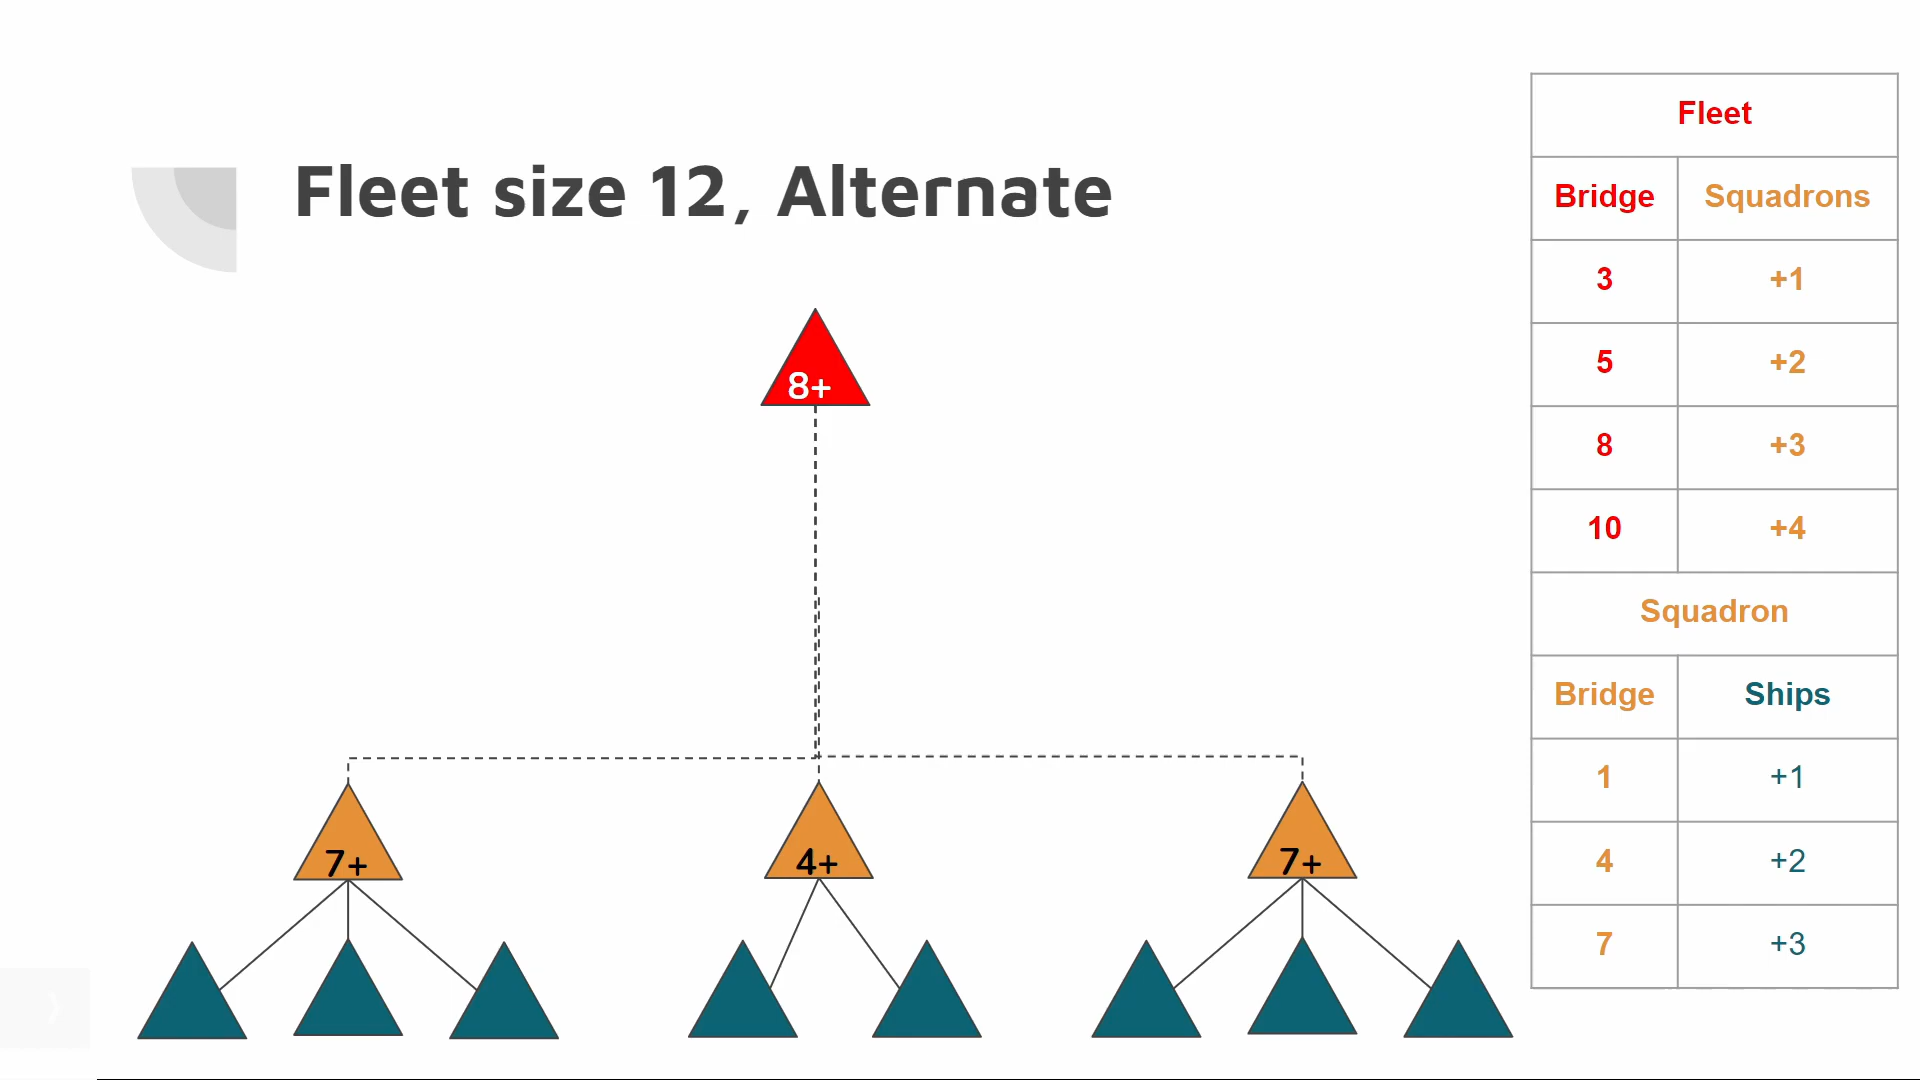 Fleet size 12, Alternate
8+
7+
4+
7+
Fleet
Bridge Squadrons
3 +1
5 +2
8 +3
10 +4
Squadron
Bridge Ships
1 +1
4 +2
7 +3